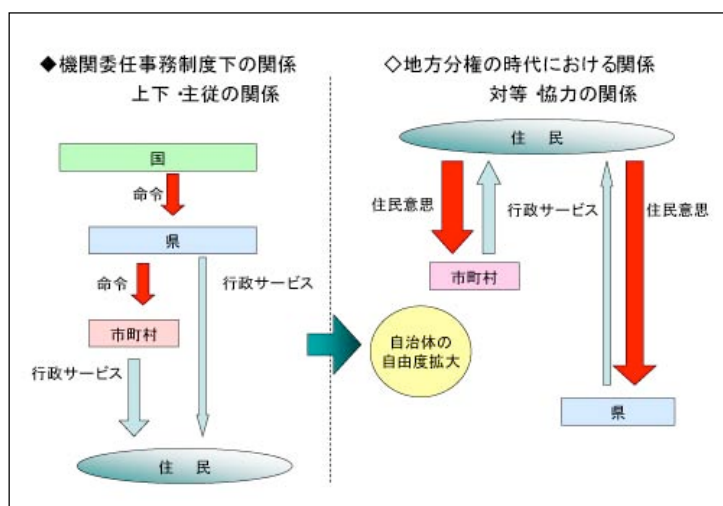 ◆機関委任事務制度下の関係
上下・主従の関係
国
命令
県
命令
行政サービス
市町村
行政サービス
住　民
◇地方分権の時代における関係
対等・協力の関係
住　民
住民意思
行政サービス
住民意思
市町村
自治体の
自由度拡大
県